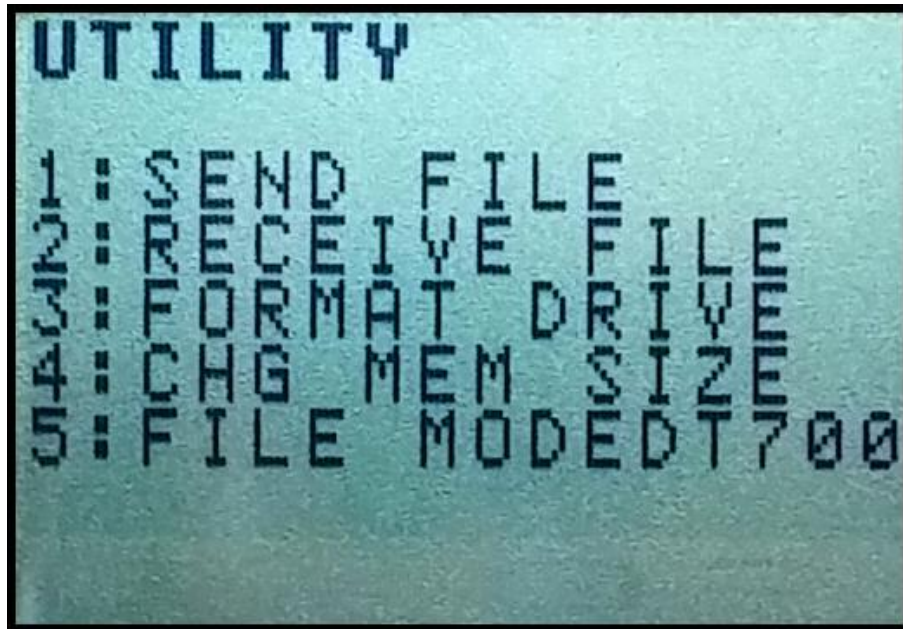 UTILITY
1:SEND FILE
2:RECEIVE FILE
3:FORMAT DRIVE
4:CHG MEM SIZE
5:FILE MODEDT700